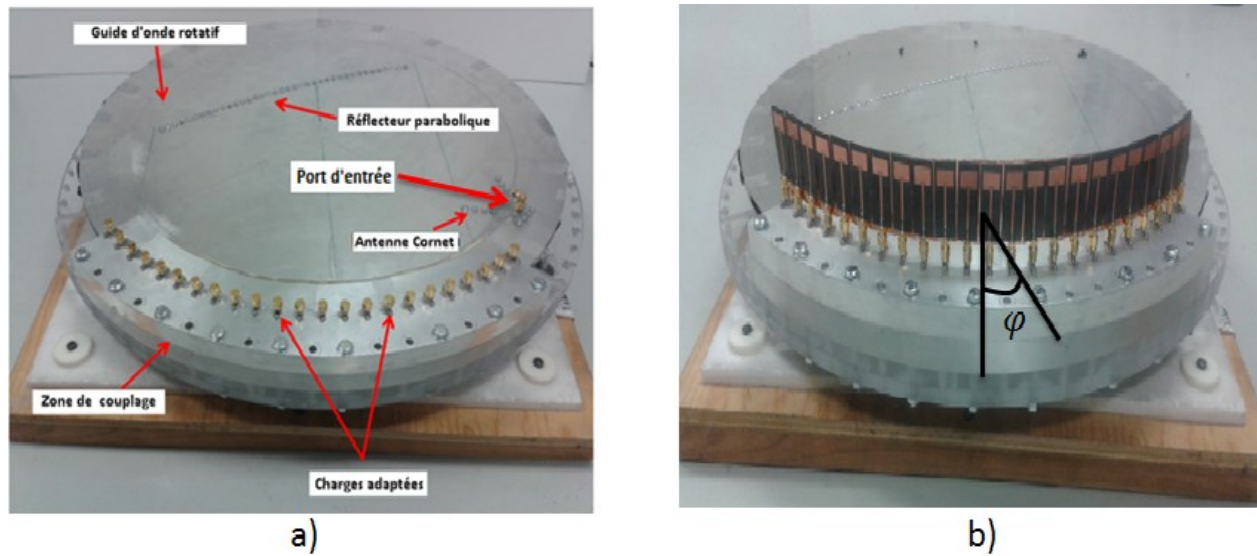 Guide d'onde rotatif
Réflecteur parabolique
Port d'entrée
Antenne Cornet
Zone de couplage
Charges adaptées
φ
a)
b)